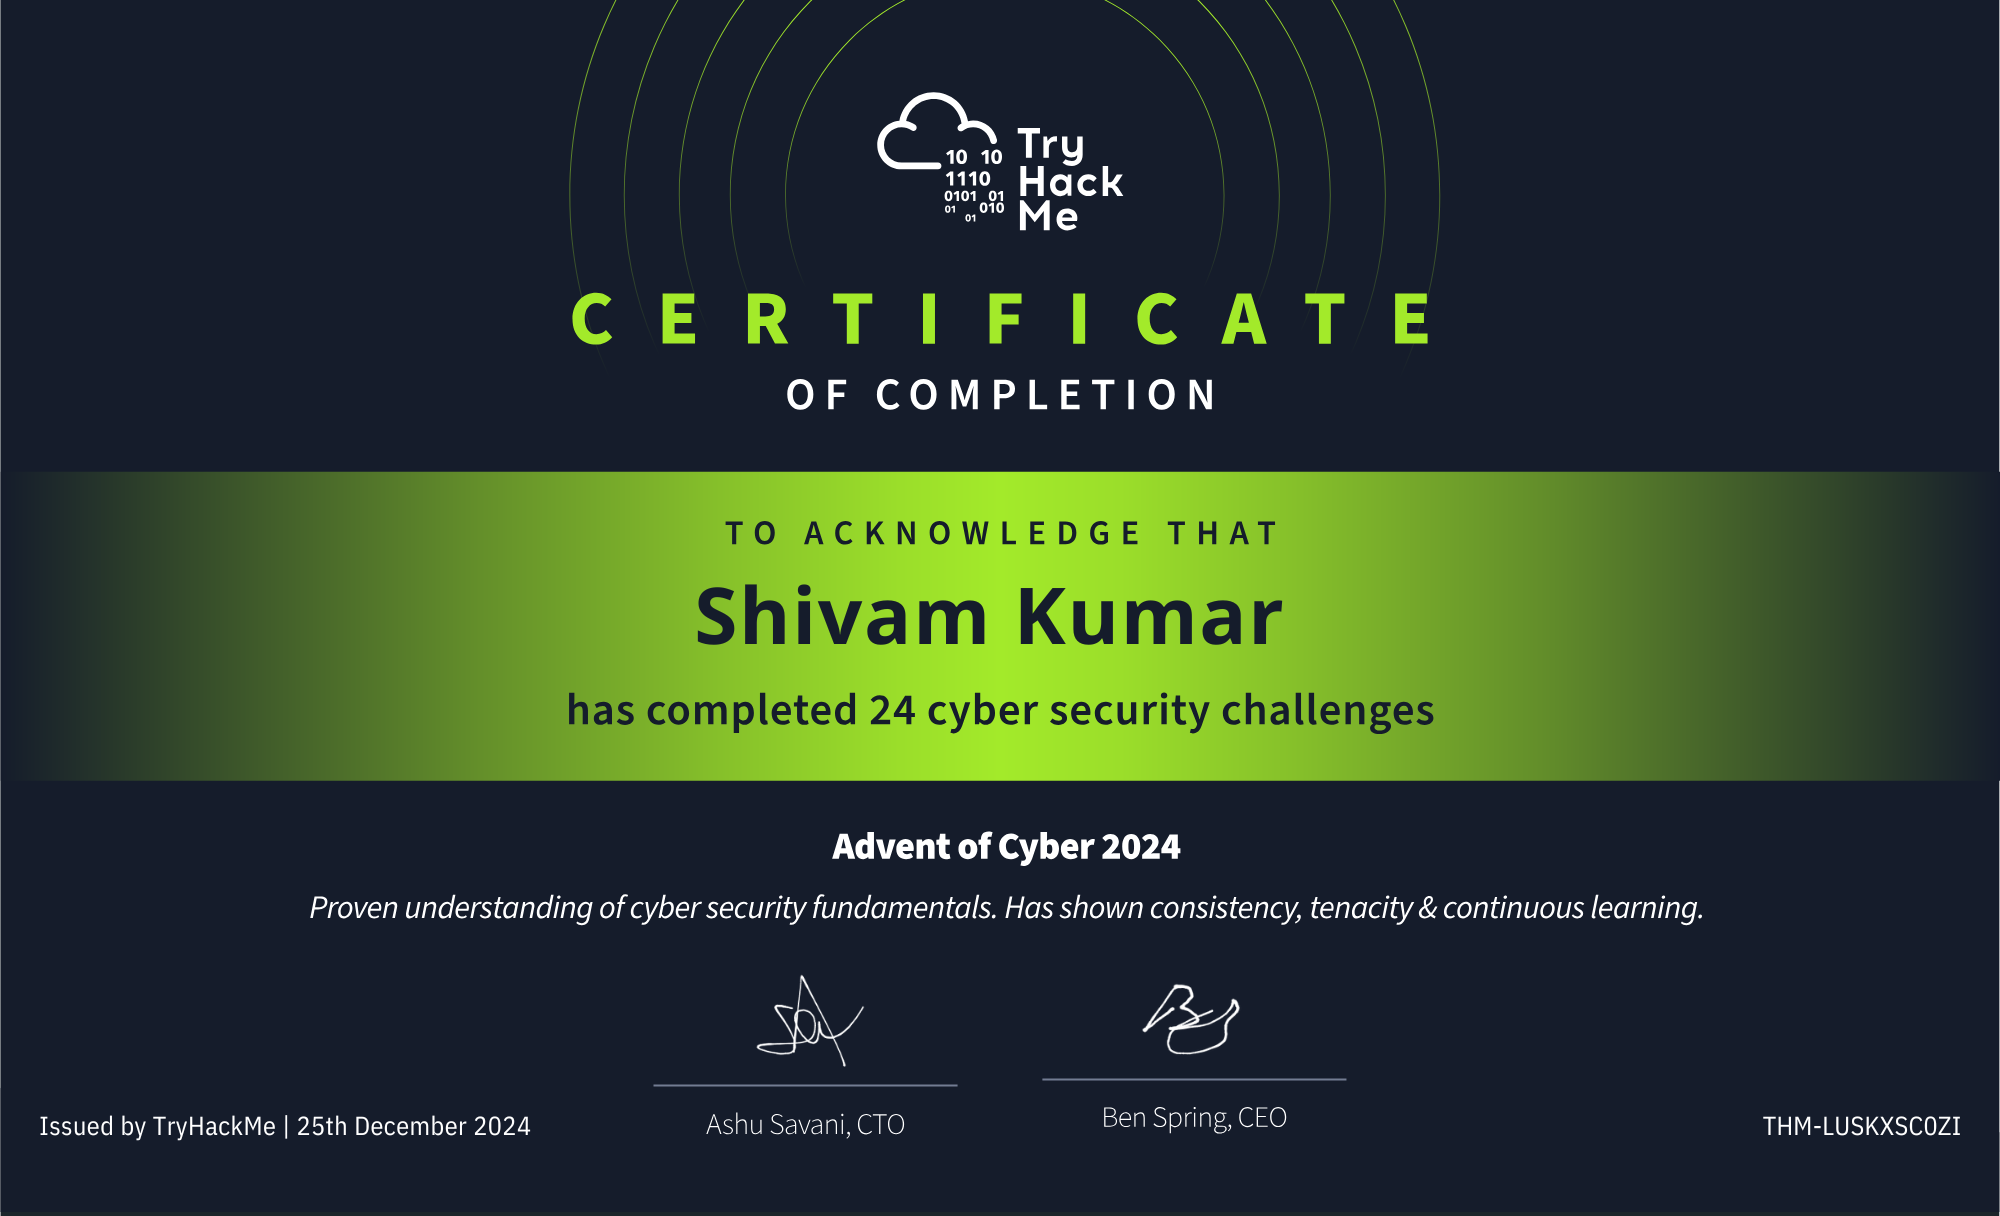 10 10
1110
0101 01
01 010
01
Try
Hack
Me
CERTIFICATE
OF COMPLETION
TO ACKNOWLEDGE THAT
Shivam Kumar
has completed 24 cyber security challenges
Advent of Cyber 2024
Proven understanding of cyber security fundamentals. Has shown consistency, tenacity & continuous learning.
Ashu Savani, CTO
Ben Spring, CEO
Issued by TryHackMe | 25th December 2024
THM-LUSKXSC0ZI